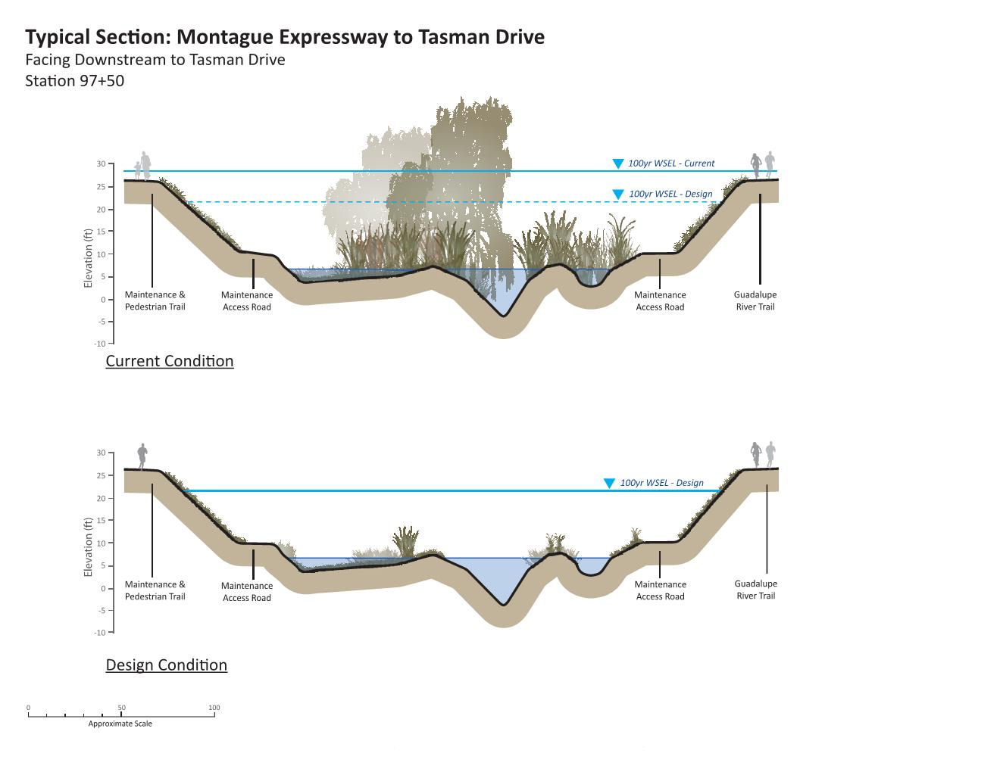 Typical Section: Montague Expressway to Tasman Drive
Facing Downstream to Tasman Drive
Station 97+50
30
25
20
15
10
5
0
-5
-10
Elevation (ft)
100yr WSEL - Current
100yr WSEL - Design
Maintenance &
Pedestrian Trail
Maintenance
Access Road
Maintenance
Access Road
Guadalupe
River Trail
Current Condition
30
25
20
15
10
5
0
-5
-10
Elevation (ft)
100yr WSEL - Design
Maintenance &
Pedestrian Trail
Maintenance
Access Road
Maintenance
Access Road
Guadalupe
River Trail
Design Condition
0 50 100
Approximate Scale